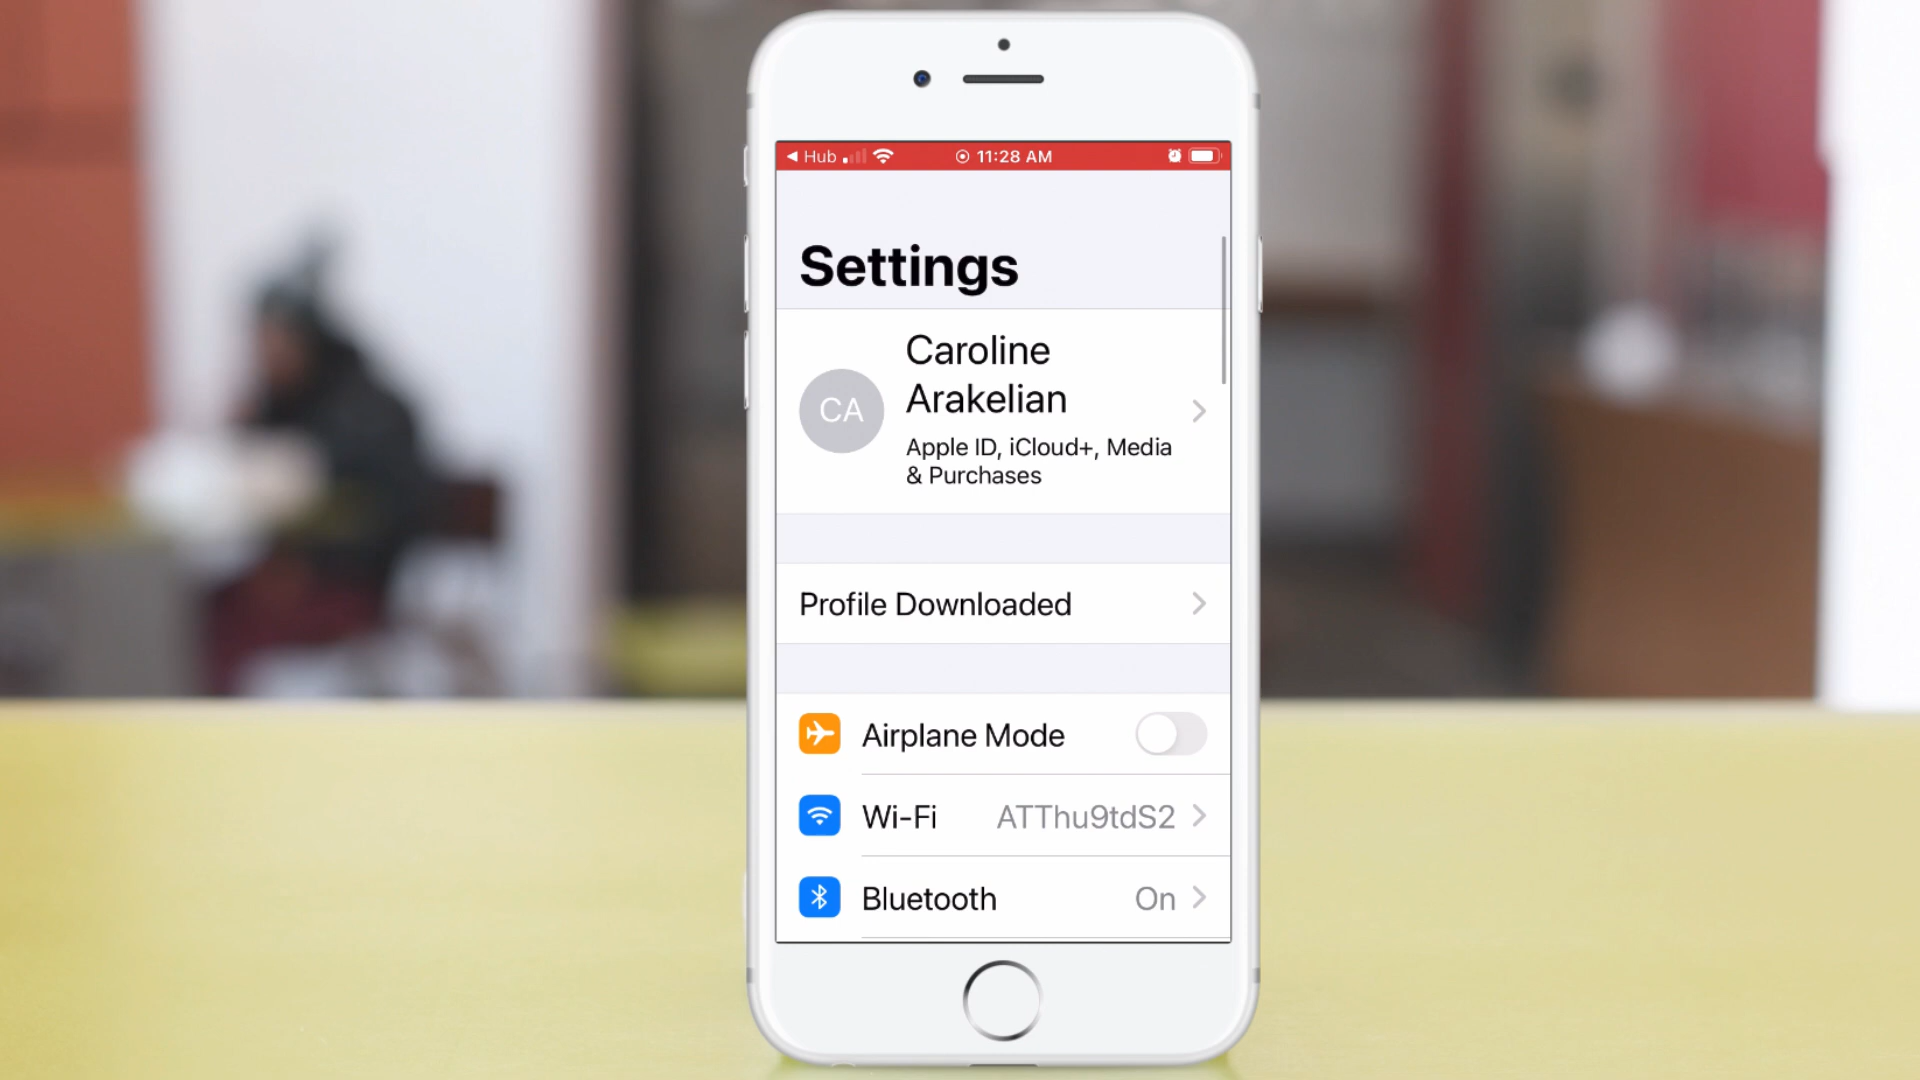 Hub 11:28 AM
Settings
CA
Caroline
Arakelian
Apple ID, iCloud+, Media
& Purchases
Profile Downloaded
Airplane Mode
Wi-Fi ATThu9tdS2
Bluetooth On